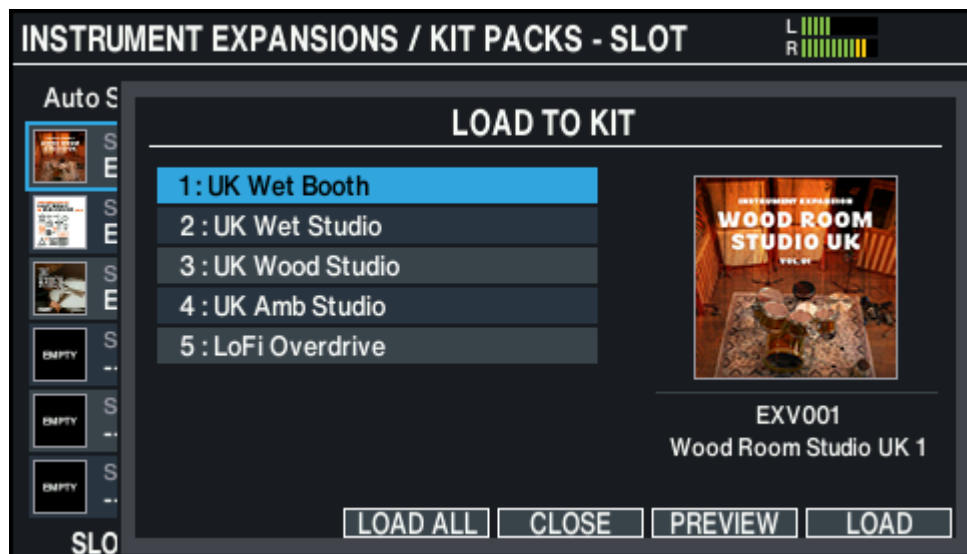 INSTRUMENT EXPANSIONS / KIT PACKS - SLOT
L
R
Auto S
LOAD TO KIT
S
E
S
E
S
E
EMPTY
S
--
EMPTY
S
--
EMPTY
S
--
SLO
1 : UK Wet Booth
2 : UK Wet Studio
3 : UK Wood Studio
4 : UK Amb Studio
5 : LoFi Overdrive
INSTRUMENT EXPANSION
WOOD ROOM
STUDIO UK
VOL. 01
EXV001
Wood Room Studio UK 1
LOAD ALL
CLOSE
PREVIEW
LOAD